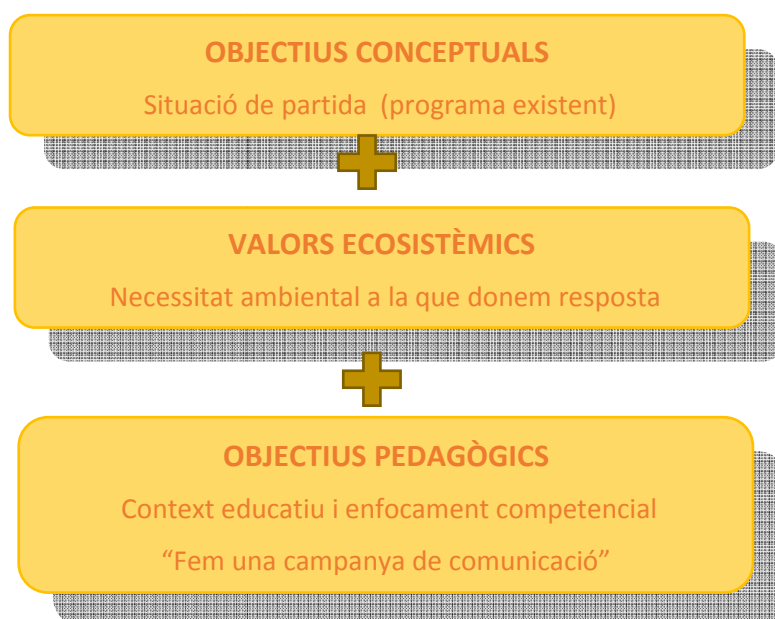 OBJECTIUS CONCEPTUALS
Situació de partida (programa existent)
VALORS ECOSISTÈMICS
Necessitat ambiental a la que donem resposta
OBJECTIUS PEDAGÒGICS
Context educatiu i enfocament competencial
“Fem una campanya de comunicació”